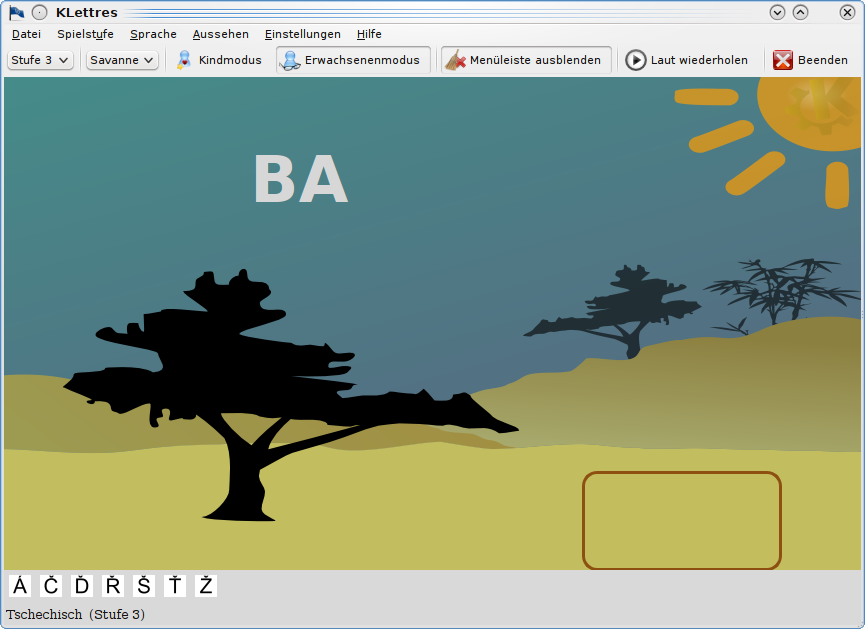 KLettres
Datei Spielstufe Sprache Aussehen Einstellungen Hilfe
Stufe 3 Savanne Kindmodus Erwachsenenmodus Menüleiste ausblenden Laut wiederholen Beenden
BA
Á Č Ď Ř Š Ť Ž
Tschechisch (Stufe 3)